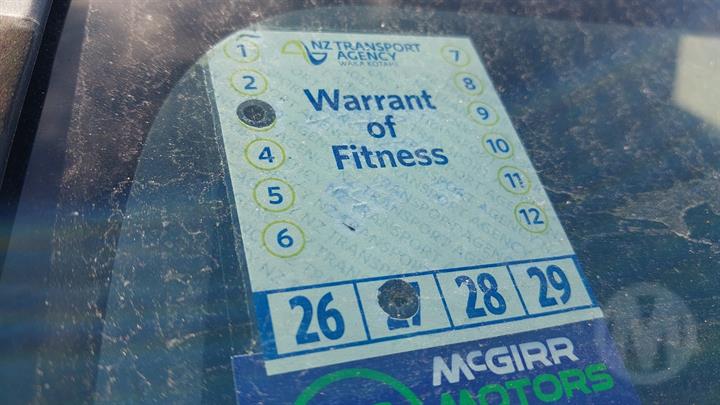 NZ TRANSPORT
AGENCY
WAKA KOTAHI
Warrant
of
Fitness
1
2
4
5
6
7
8
9
10
11
12
26 27 28 29
McGIRR
MOTORS